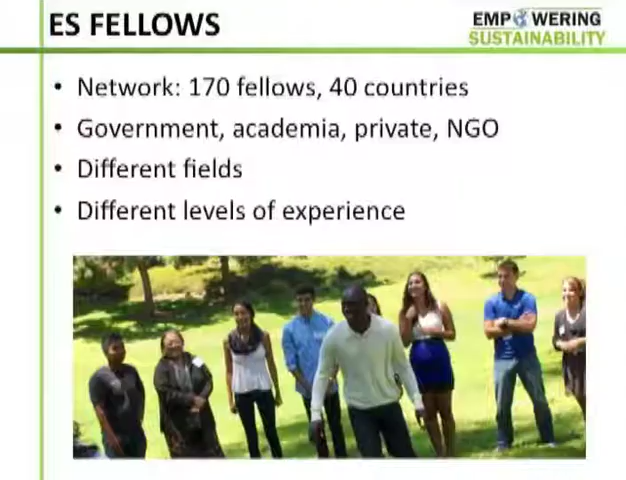 ES FELLOWS
EMPOWERING
SUSTAINABILITY
• Network: 170 fellows, 40 countries
• Government, academia, private, NGO
• Different fields
• Different levels of experience